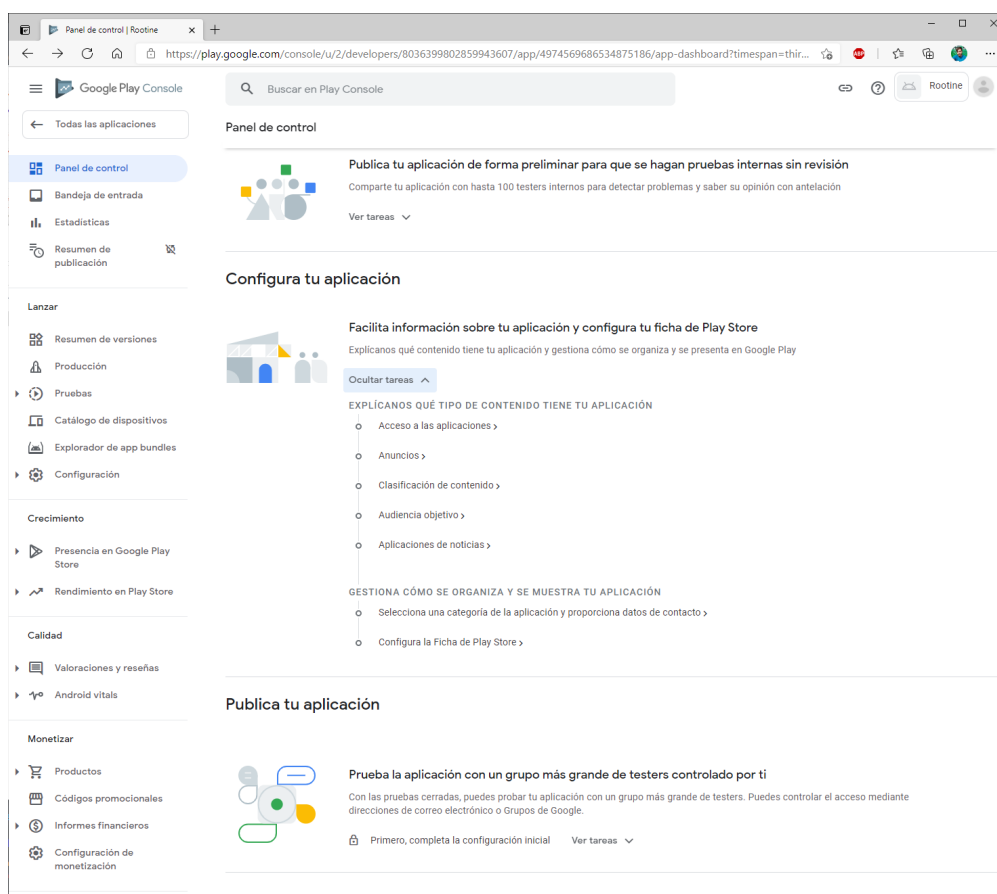 Panel de control | Rootine
https://play.google.com/console/u/2/developers/8036399802859943607/app/4974569686534875186/app-dashboard?timespan=thir...
ABP
Google Play Console
Buscar en Play Console
Rootine
Todas las aplicaciones
Panel de control
Panel de control
Bandeja de entrada
Estadísticas
Resumen de
publicación
Lanzar
Resumen de versiones
Producción
Pruebas
Catálogo de dispositivos
Explorador de app bundles
Configuración
Crecimiento
Presencia en Google Play
Store
Rendimiento en Play Store
Calidad
Valoraciones y reseñas
Android vitals
Monetizar
Productos
Códigos promocionales
Informes financieros
Configuración de
monetización
Publica tu aplicación de forma preliminar para que se hagan pruebas internas sin revisión
Comparte tu aplicación con hasta 100 testers internos para detectar problemas y saber su opinión con antelación
Ver tareas
Configura tu aplicación
Facilita información sobre tu aplicación y configura tu ficha de Play Store
Explícanos qué contenido tiene tu aplicación y gestiona cómo se organiza y se presenta en Google Play
Ocultar tareas
EXPLÍCANOS QUÉ TIPO DE CONTENIDO TIENE TU APLICACIÓN
Acceso a las aplicaciones
Anuncios
Clasificación de contenido
Audiencia objetivo
Aplicaciones de noticias
GESTIONA CÓMO SE ORGANIZA Y SE MUESTRA TU APLICACIÓN
Selecciona una categoría de la aplicación y proporciona datos de contacto
Configura la Ficha de Play Store
Publica tu aplicación
Prueba la aplicación con un grupo más grande de testers controlado por ti
Con las pruebas cerradas, puedes probar tu aplicación con un grupo más grande de testers. Puedes controlar el acceso mediante
direcciones de correo electrónico o Grupos de Google.
Primero, completa la configuración inicial Ver tareas